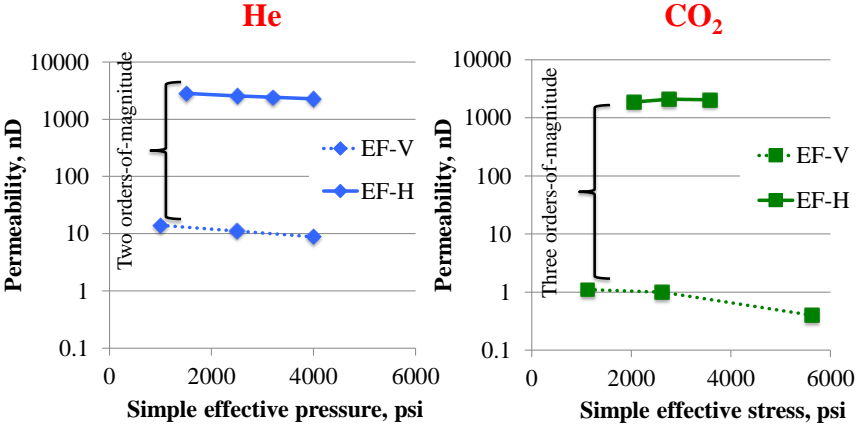 He
10000
1000
100
10
1
0.1
Permeability, nD
Two orders-of-magnitude
EF-V
EF-H
0
2000
4000
6000
Simple effective pressure, psi
CO₂
10000
1000
100
10
1
0.1
Permeability, nD
Three orders-of-magnitude
EF-V
EF-H
0
2000
4000
6000
Simple effective stress, psi